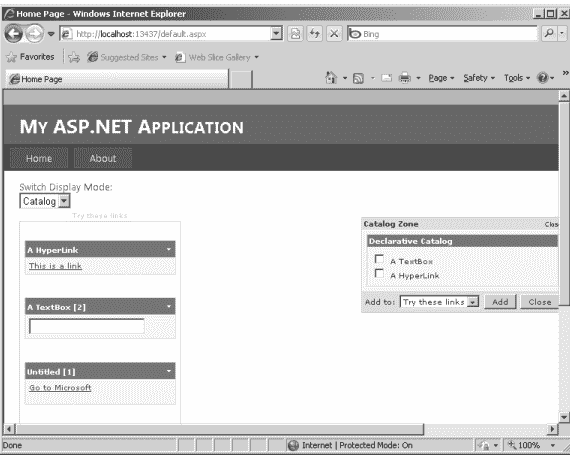 Home Page - Windows Internet Explorer
http://localhost:13437/default.aspx
Bing
Favorites
Suggested Sites
Web Slice Gallery
Home Page
Page
Safety
Tools
»
MY ASP.NET APPLICATION
Home
About
Switch Display Mode:
Catalog
Try these links
A HyperLink
This is a link
A TextBox [2]
Untitled [1]
Go to Microsoft
Catalog Zone
Clos
Declarative Catalog
A TextBox
A HyperLink
Add to:
Try these links
Add
Close
Done
Internet | Protected Mode: On
100%